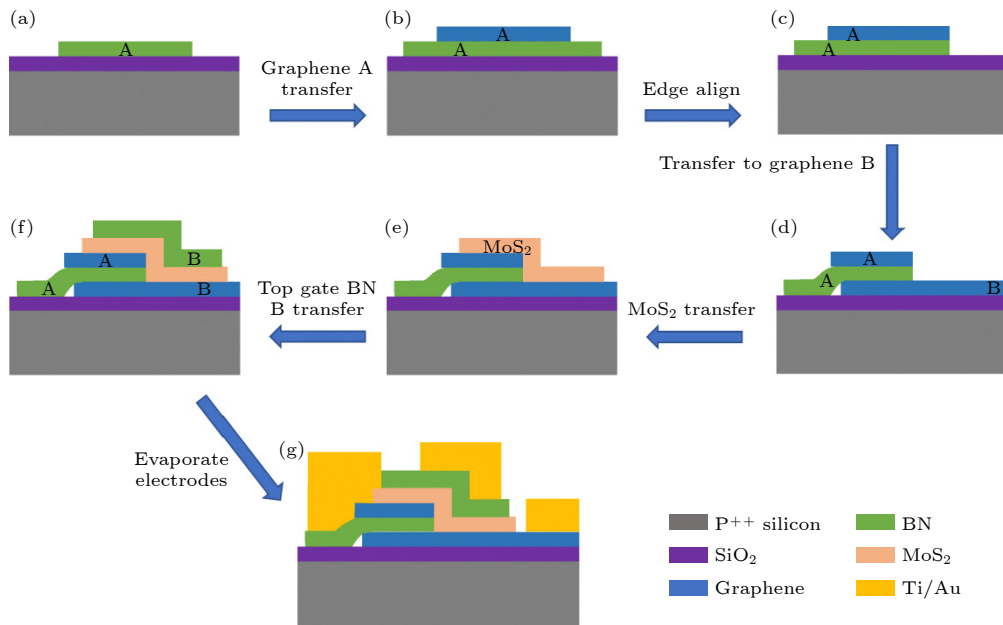 (a)
A
Graphene A
transfer
(b)
A
A
Edge align
(c)
A
A
Transfer to graphene B
(d)
A
A
B
MoS₂ transfer
(e)
MoS₂
Top gate BN
B transfer
(f)
A
B
A
B
Evaporate
electrodes
(g)
P⁺⁺ silicon
BN
SiO₂
MoS₂
Graphene
Ti/Au